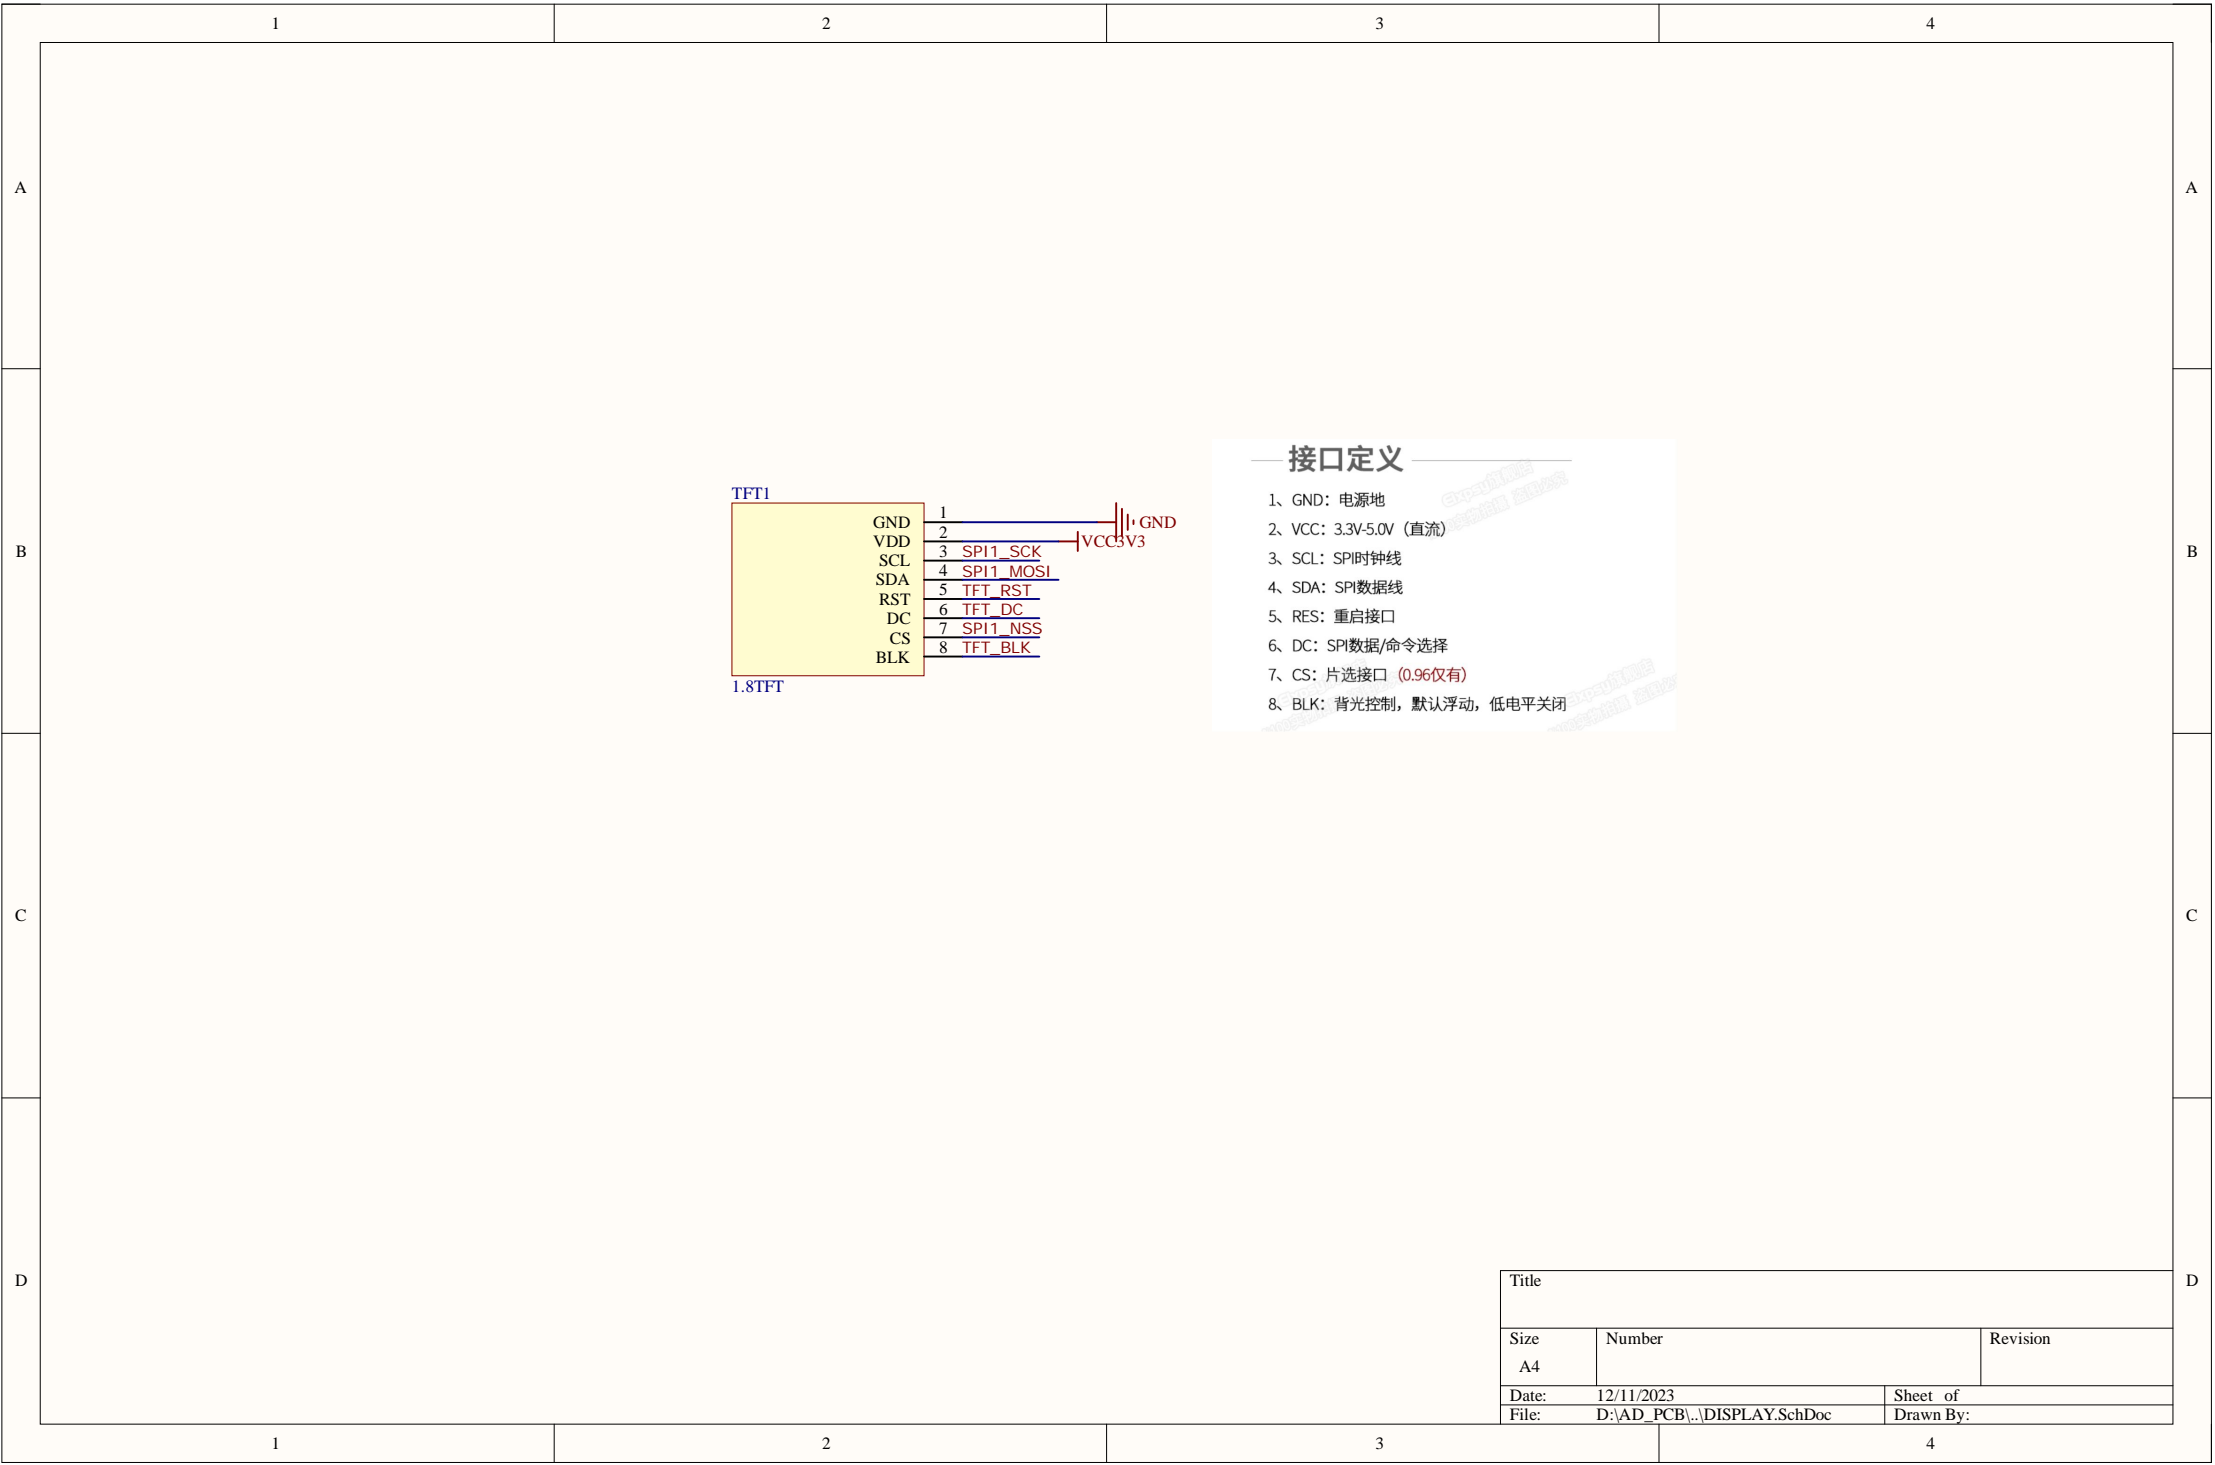 1 2 3 4
A A
TFT1
GND 1 GND
VDD 2 VCC3V3
SCL 3 SPI1_SCK
SDA 4 SPI1_MOSI
RST 5 TFT_RST
DC 6 TFT_DC
CS 7 SPI1_NSS
BLK 8 TFT_BLK
1.8TFT
接口定义
1、GND：电源地
2、VCC：3.3V-5.0V（直流）
3、SCL：SPI时钟线
4、SDA：SPI数据线
5、RES：重启接口
6、DC：SPI数据/命令选择
7、CS：片选接口（0.96仅有）
8、BLK：背光控制，默认浮动，低电平关闭
B B
C C
D D
Title
Size Number Revision
A4
Date: 12/11/2023 Sheet of
File: D:\AD_PCB\..\DISPLAY.SchDoc Drawn By:
1 2 3 4